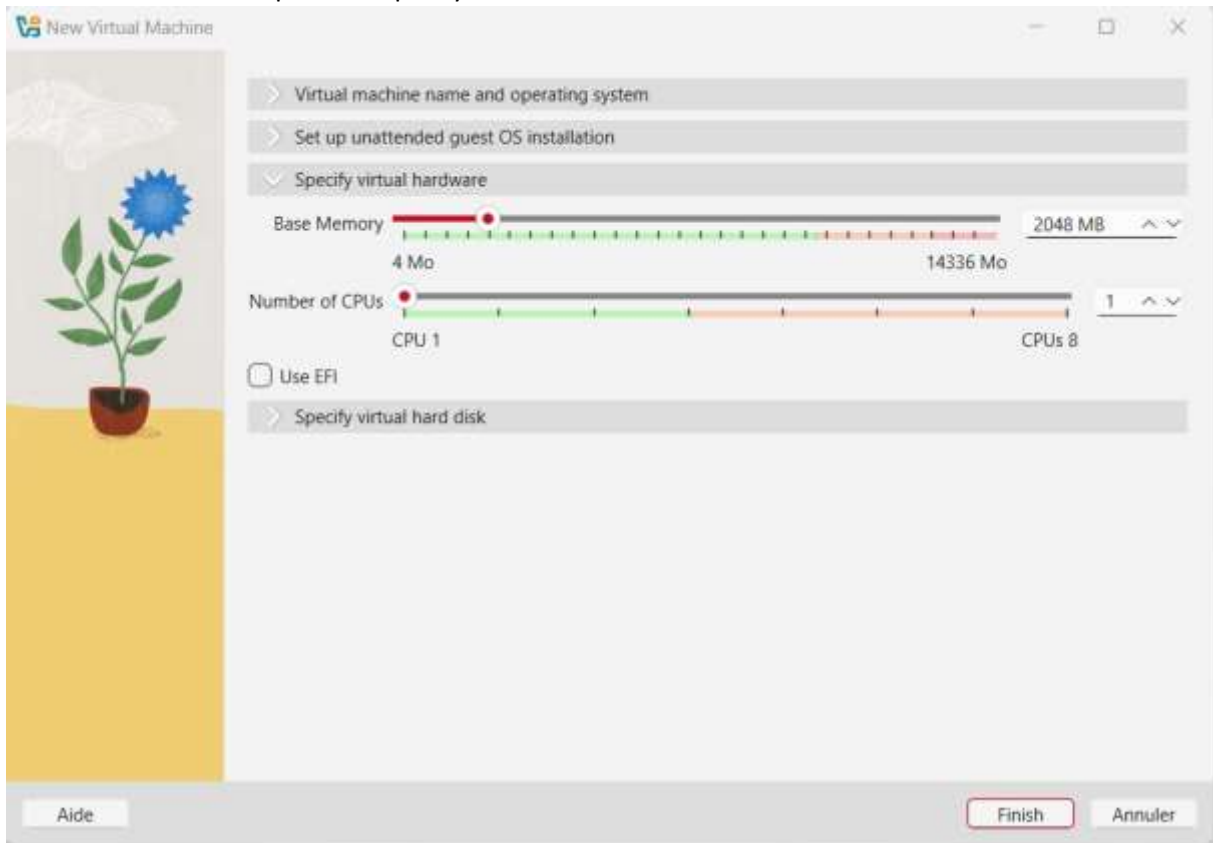 New Virtual Machine
Virtual machine name and operating system
Set up unattended guest OS installation
Specify virtual hardware
Base Memory 2048 MB
4 Mo 14336 Mo
Number of CPUs 1
CPU 1 CPUs 8
Use EFI
Specify virtual hard disk
Aide Finish Annuler